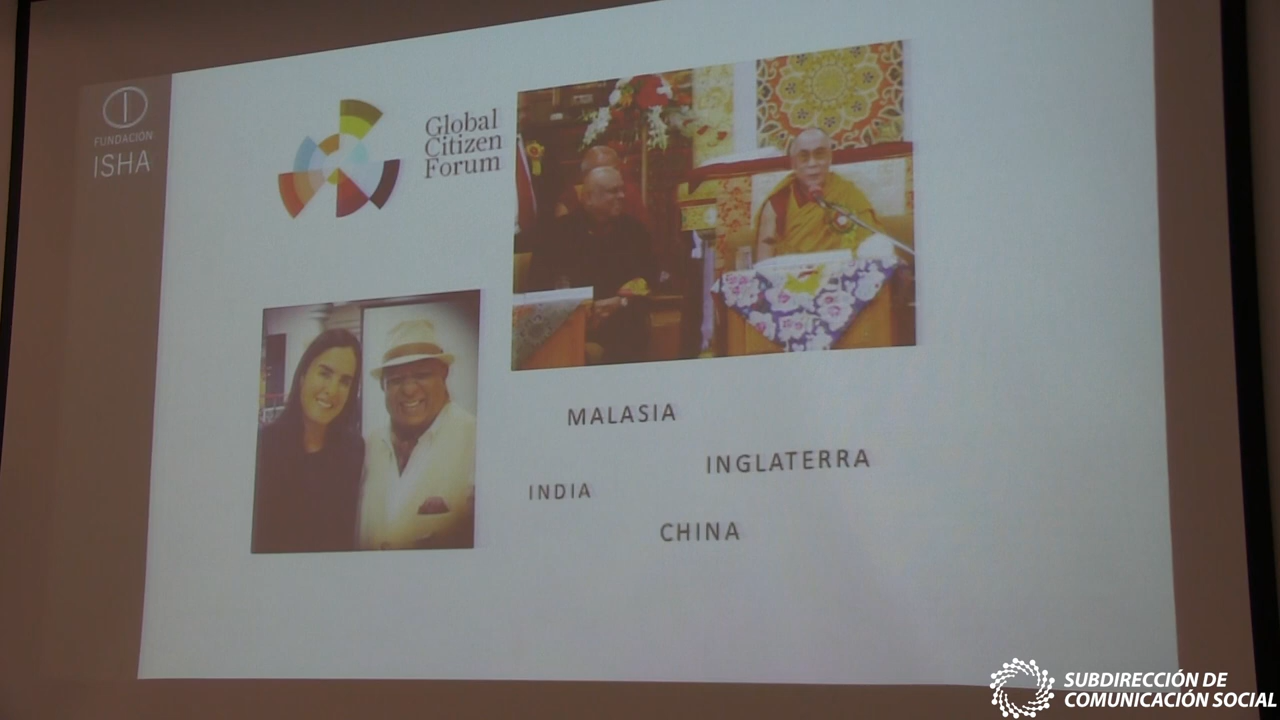 FUNDACIÓN
ISHA
Global
Citizen
Forum
MALASIA
INGLATERRA
INDIA
CHINA
SUBDIRECCIÓN DE
COMUNICACIÓN SOCIAL